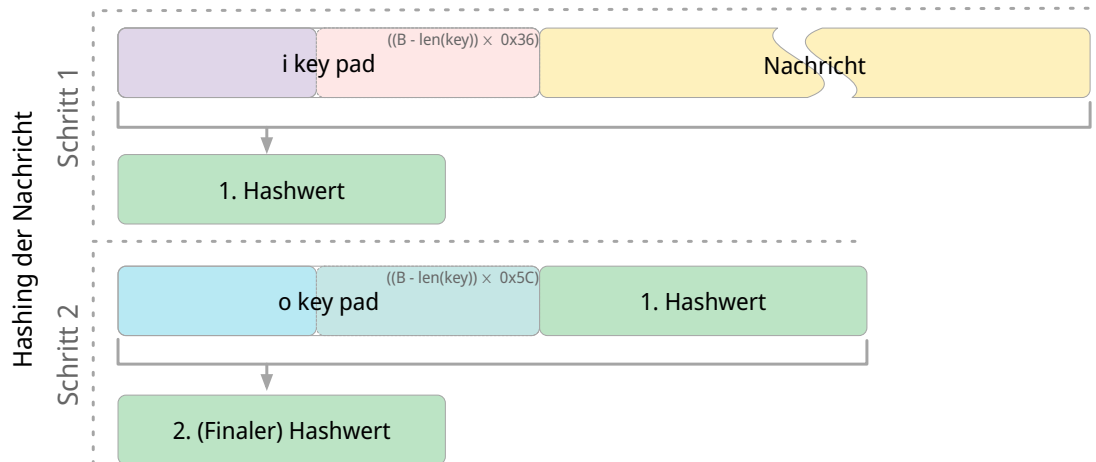 Hashing der Nachricht
Schritt 1
((B - len(key)) × 0x36)
i key pad
Nachricht
1. Hashwert
Schritt 2
((B - len(key)) × 0x5C)
o key pad
1. Hashwert
2. (Finaler) Hashwert